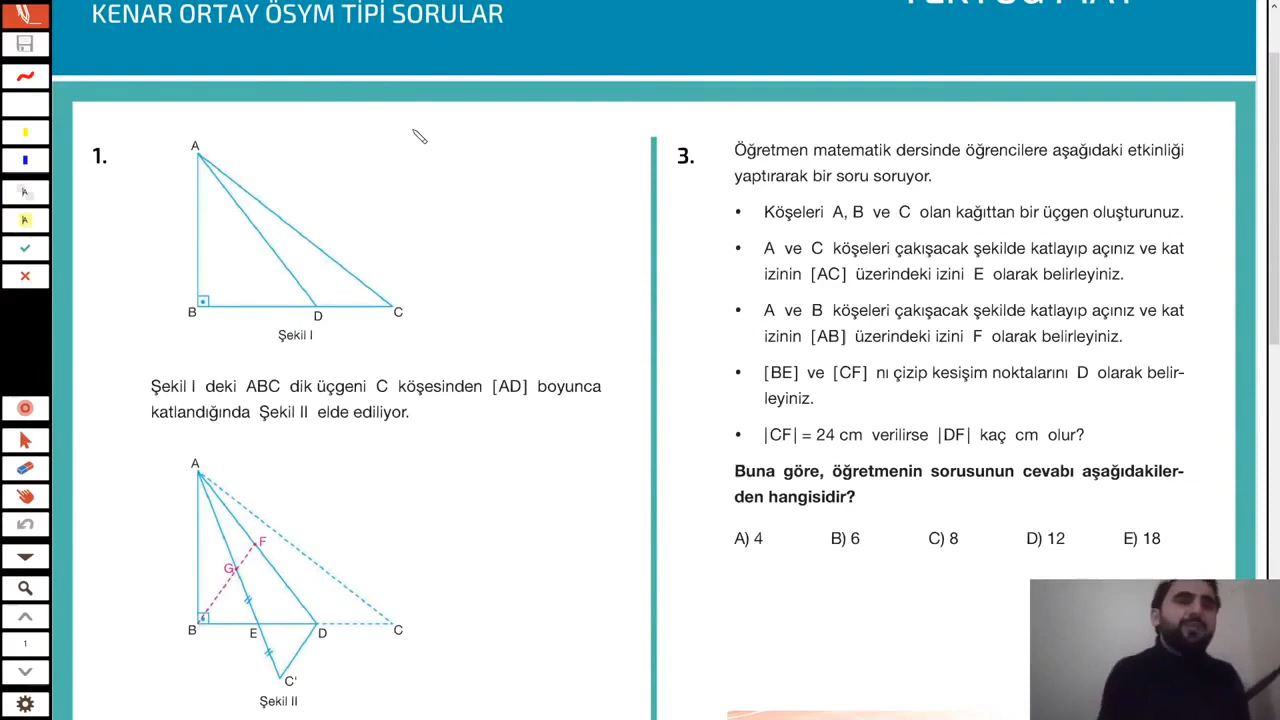 KENAR ORTAY ÖSYM TİPİ SORULAR
1.
A
B
D
C
Şekil I
Şekil I deki ABC dik üçgeni C köşesinden [AD] boyunca
katlandığında Şekil II elde ediliyor.
A
F
G
B
E
D
C
C'
Şekil II
3.
Öğretmen matematik dersinde öğrencilere aşağıdaki etkinliği
yaptırarak bir soru soruyor.
• Köşeleri A, B ve C olan kağıttan bir üçgen oluşturunuz.
• A ve C köşeleri çakışacak şekilde katlayıp açınız ve kat
izinin [AC] üzerindeki izini E olarak belirleyiniz.
• A ve B köşeleri çakışacak şekilde katlayıp açınız ve kat
izinin [AB] üzerindeki izini F olarak belirleyiniz.
• [BE] ve [CF] nı çizip kesişim noktalarını D olarak belir-
leyiniz.
• |CF| = 24 cm verilirse |DF| kaç cm olur?
Buna göre, öğretmenin sorusunun cevabı aşağıdakiler-
den hangisidir?
A) 4 B) 6 C) 8 D) 12 E) 18
1